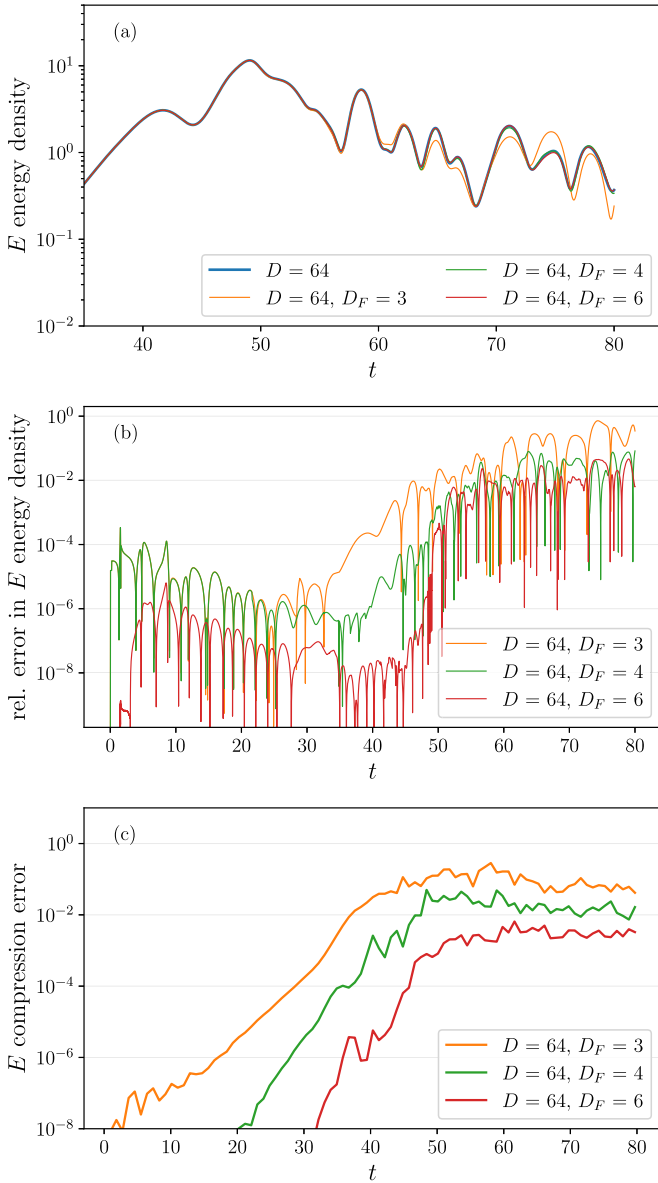 (a)
E energy density
10^1
10^0
10^{-1}
10^{-2}
D = 64
D = 64, D_F = 3
D = 64, D_F = 4
D = 64, D_F = 6
40 50 60 70 80
t
(b)
rel. error in E energy density
10^0
10^{-2}
10^{-4}
10^{-6}
10^{-8}
D = 64, D_F = 3
D = 64, D_F = 4
D = 64, D_F = 6
0 10 20 30 40 50 60 70 80
t
(c)
E compression error
10^0
10^{-2}
10^{-4}
10^{-6}
10^{-8}
D = 64, D_F = 3
D = 64, D_F = 4
D = 64, D_F = 6
0 10 20 30 40 50 60 70 80
t